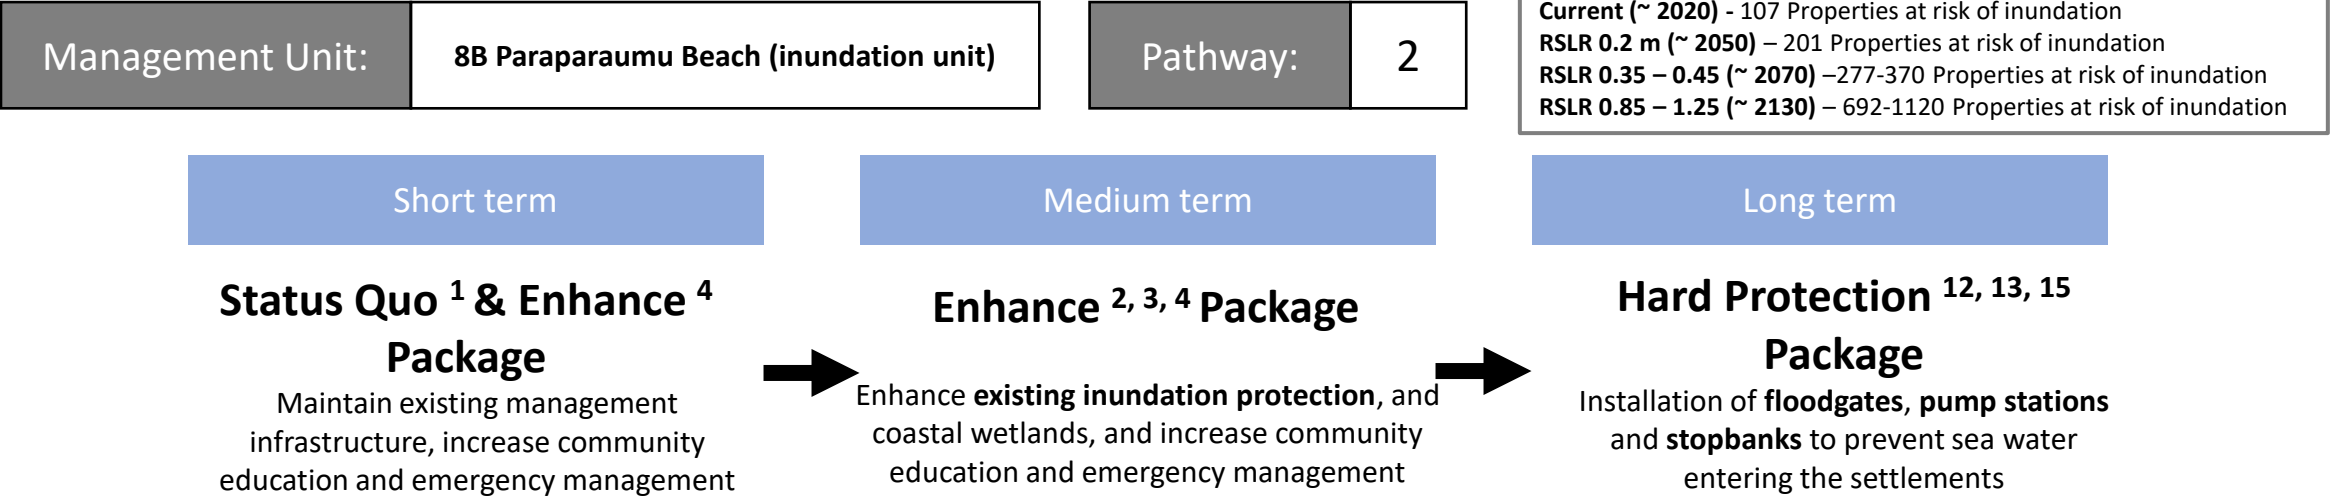 Management Unit:
8B Paraparaumu Beach (inundation unit)
Pathway:
2
Current (~ 2020) - 107 Properties at risk of inundation
RSLR 0.2 m (~ 2050) – 201 Properties at risk of inundation
RSLR 0.35 – 0.45 (~ 2070) –277-370 Properties at risk of inundation
RSLR 0.85 – 1.25 (~ 2130) – 692-1120 Properties at risk of inundation
Short term
Status Quo 1 & Enhance 4
Package
Maintain existing management
infrastructure, increase community
education and emergency management
Medium term
Enhance 2, 3, 4 Package
Enhance existing inundation protection, and
coastal wetlands, and increase community
education and emergency management
Long term
Hard Protection 12, 13, 15
Package
Installation of floodgates, pump stations
and stopbanks to prevent sea water
entering the settlements